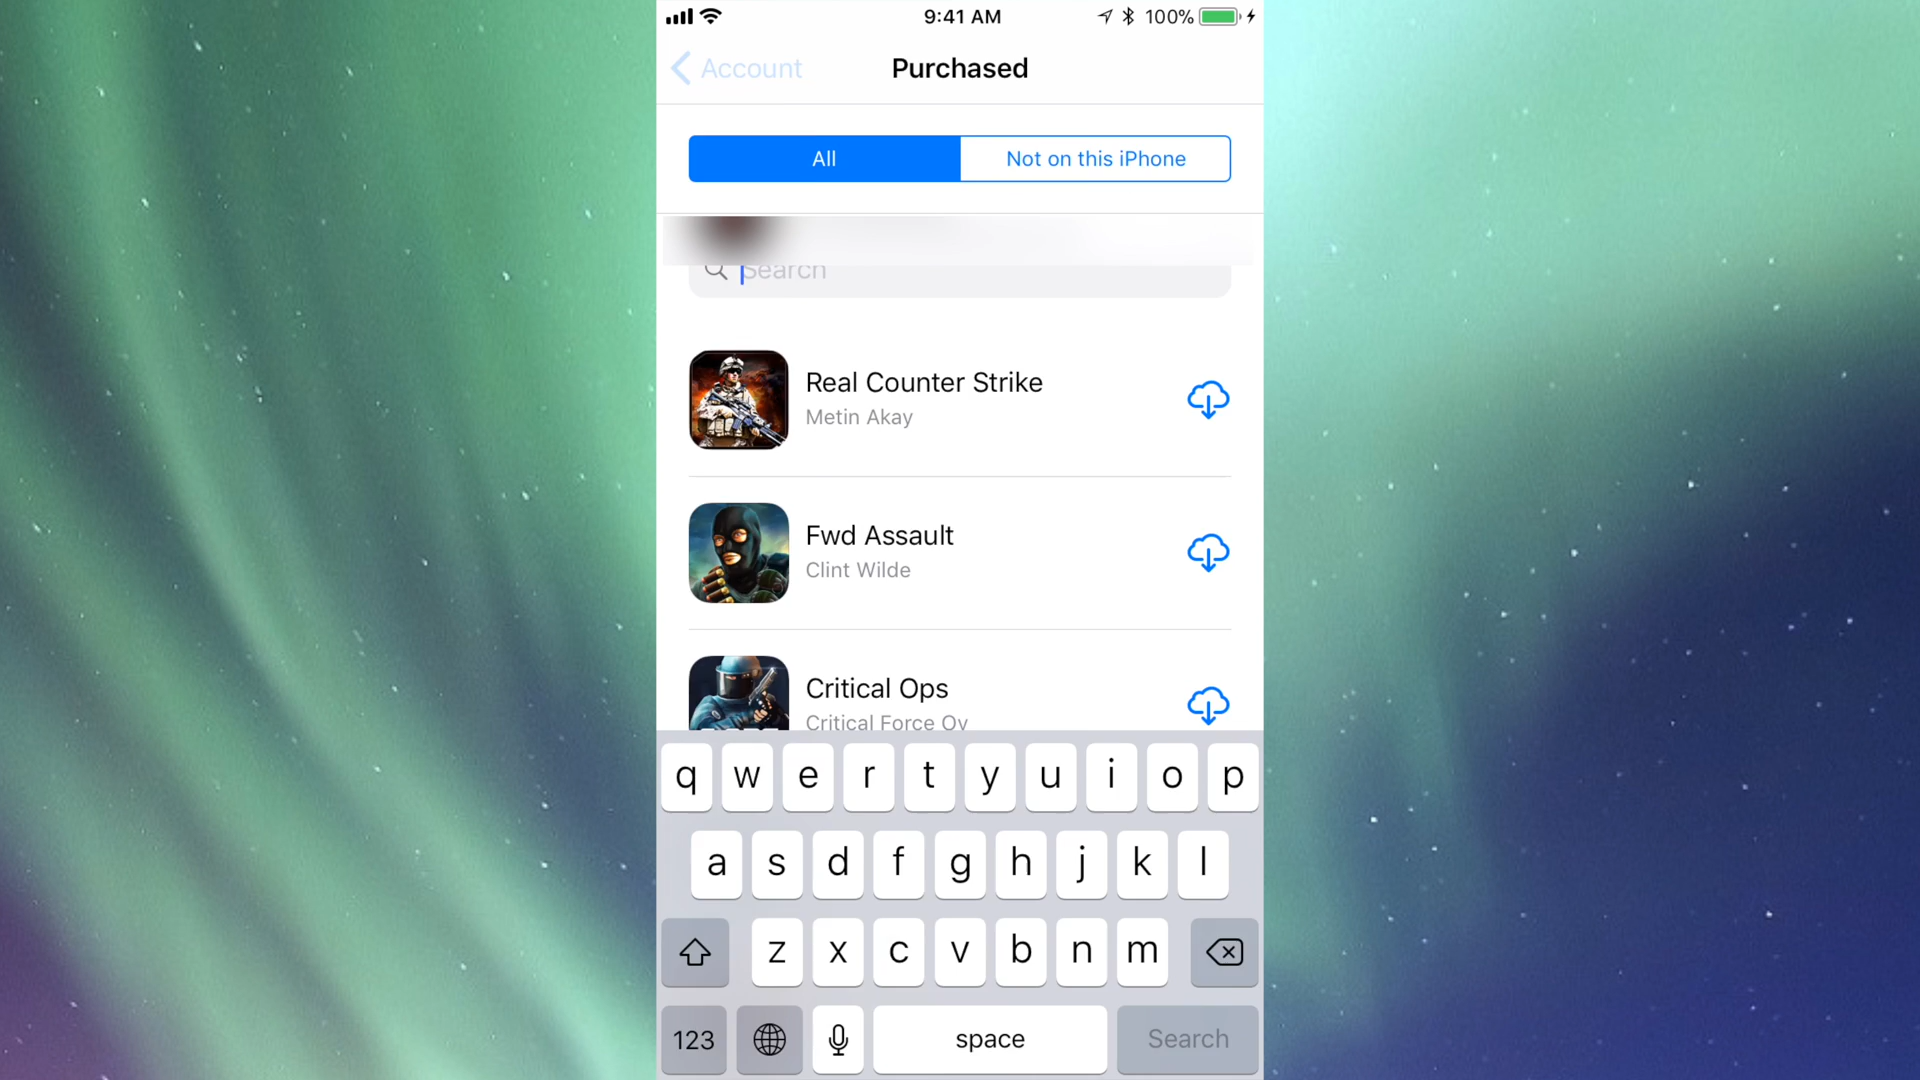 9:41 AM 100%
Account Purchased
All Not on this iPhone
Search
Real Counter Strike
Metin Akay
Fwd Assault
Clint Wilde
Critical Ops
Critical Force Oy
q w e r t y u i o p
a s d f g h j k l
z x c v b n m
123 space Search